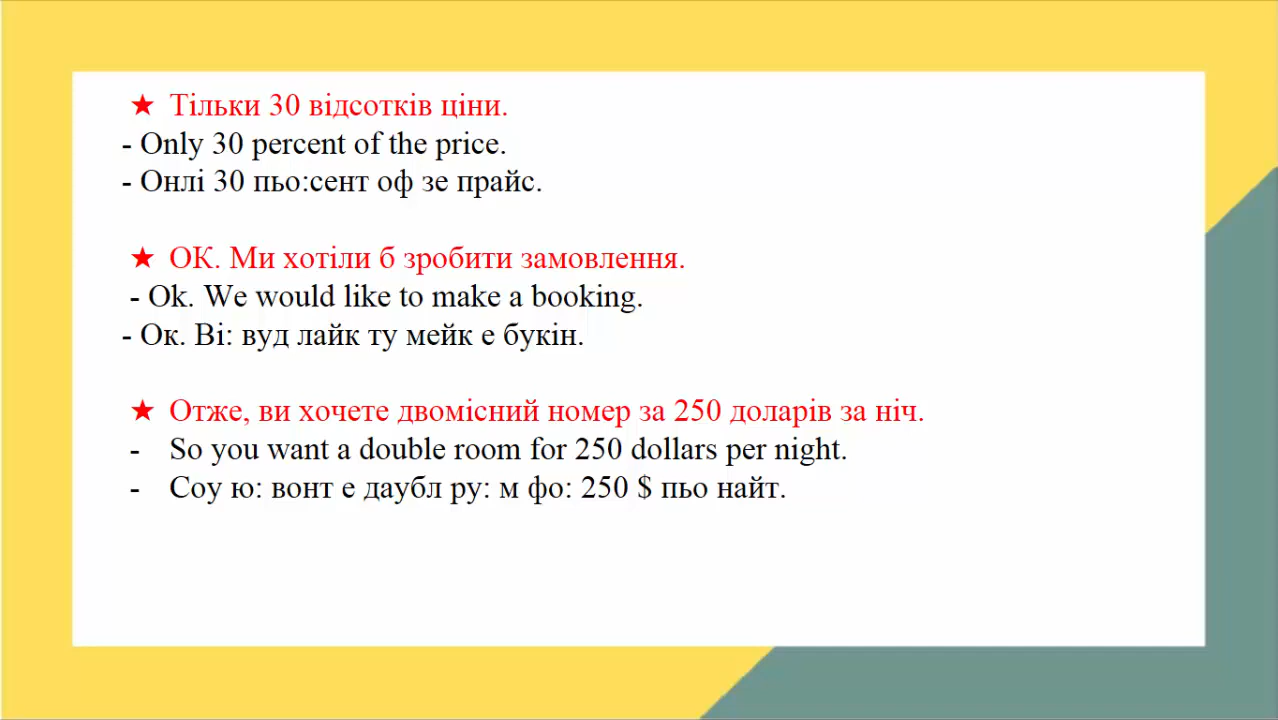 ★ Тільки 30 відсотків ціни.
- Only 30 percent of the price.
- Онлі 30 пьо:сент оф зе прайс.
★ ОК. Ми хотіли б зробити замовлення.
- Ok. We would like to make a booking.
- Ок. Ві: вуд лайк ту мейк е букін.
★ Отже, ви хочете двомісний номер за 250 доларів за ніч.
- So you want a double room for 250 dollars per night.
- Соу ю: вонт е даубл ру: м фо: 250 $ пьо найт.